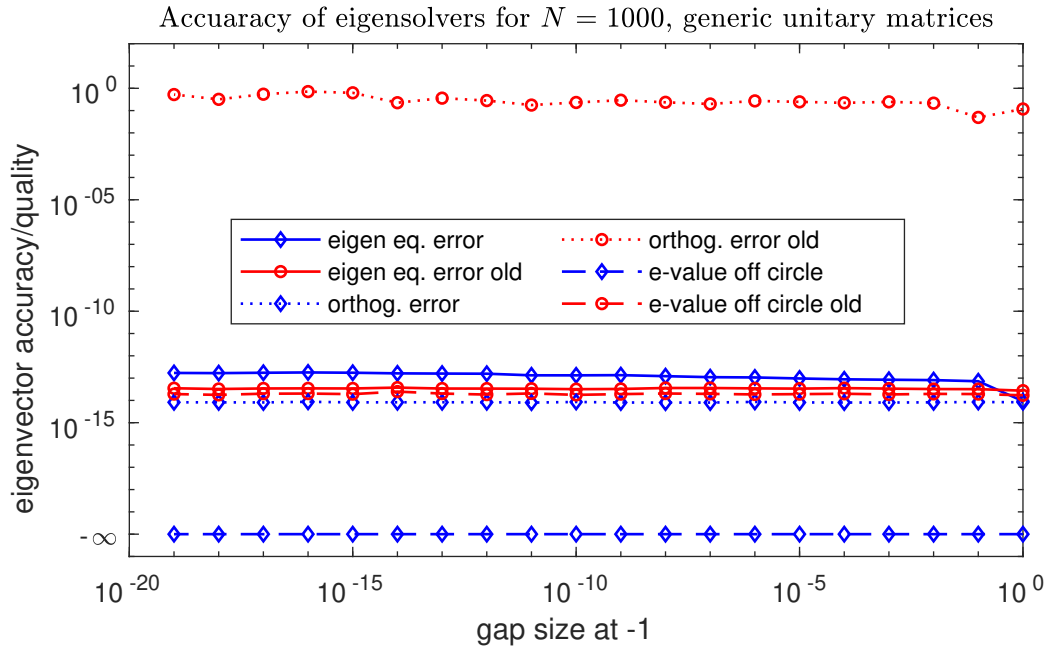 Accuaracy of eigensolvers for N = 1000, generic unitary matrices
eigenvector accuracy/quality
10^0
10^-05
10^-10
10^-15
-∞
eigen eq. error
eigen eq. error old
orthog. error
orthog. error old
e-value off circle
e-value off circle old
10^-20 10^-15 10^-10 10^-5 10^0
gap size at -1